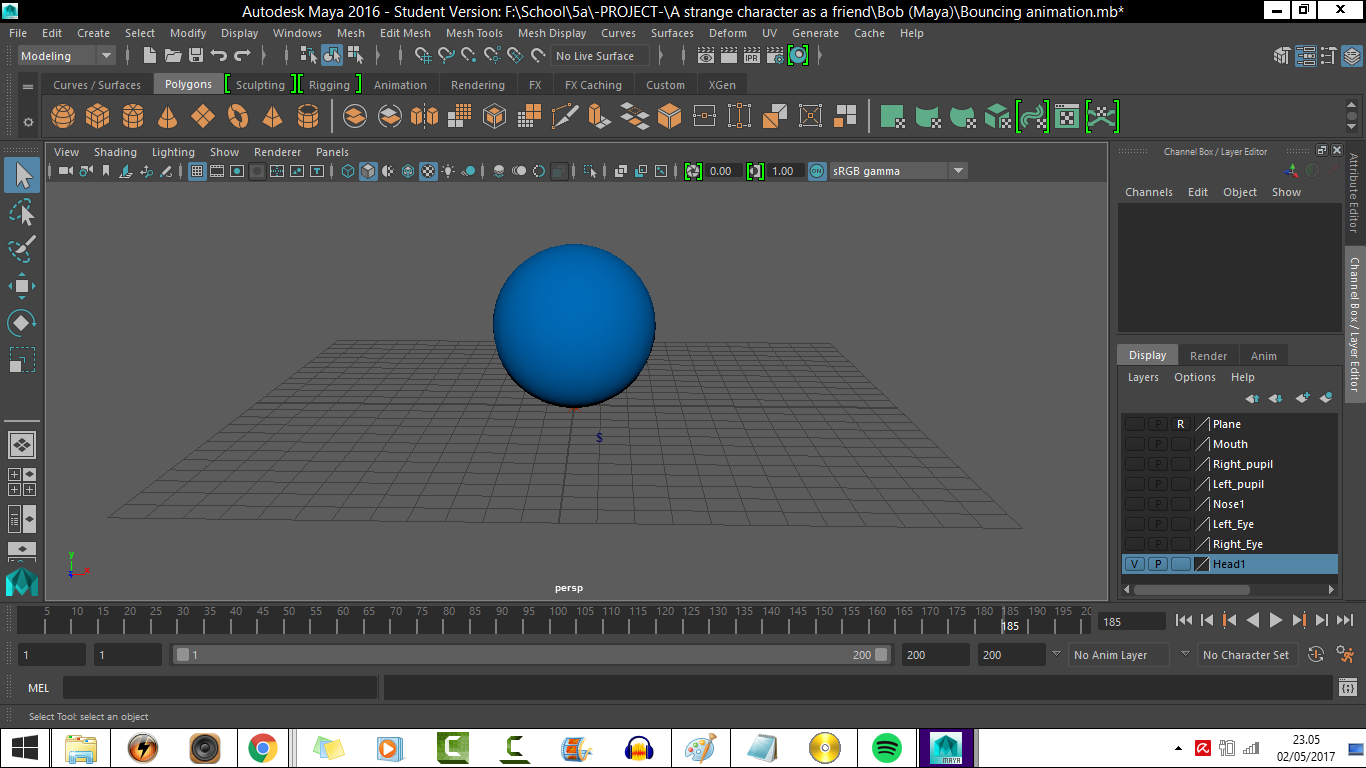 Autodesk Maya 2016 - Student Version: F:\School\5a\-PROJECT-\A strange character as a friend\Bob (Maya)\Bouncing animation.mb*
File Edit Create Select Modify Display Windows Mesh Edit Mesh Mesh Tools Mesh Display Curves Surfaces Deform UV Generate Cache Help
Modeling No Live Surface IPR
Curves / Surfaces Polygons Sculpting Rigging Animation Rendering FX FX Caching Custom XGen
View Shading Lighting Show Renderer Panels
0.00 1.00 ON sRGB gamma
Channel Box / Layer Editor
Channels Edit Object Show
Attribute Editor
Channel Box / Layer Editor
Display Render Anim
Layers Options Help
R Plane
P Mouth
P Right_pupil
P Left_pupil
P Nose1
P Left_Eye
P Right_Eye
V P Head1
S
y
x
persp
5 10 15 20 25 30 35 40 45 50 55 60 65 70 75 80 85 90 95 100 105 110 115 120 125 130 135 140 145 150 155 160 165 170 175 180 185 190 195 20
185
185
1 1 1 200 200 200 No Anim Layer No Character Set
MEL
Select Tool: select an object
MAYA
23.05
02/05/2017